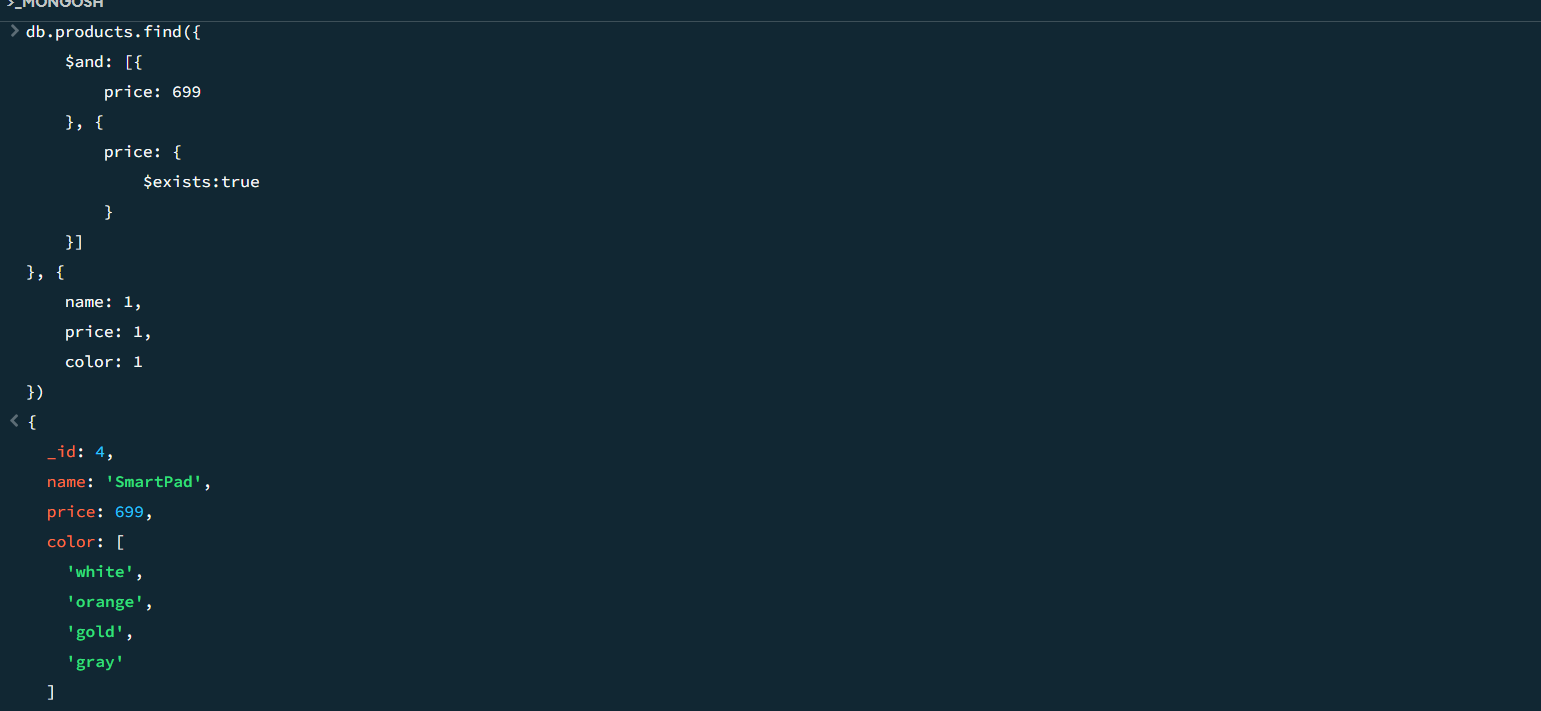 >_MONGOSH
> db.products.find({
    $and: [{
        price: 699
    }, {
        price: {
            $exists:true
        }
    }]
}, {
    name: 1,
    price: 1,
    color: 1
})
< {
  _id: 4,
  name: 'SmartPad',
  price: 699,
  color: [
    'white',
    'orange',
    'gold',
    'gray'
  ]